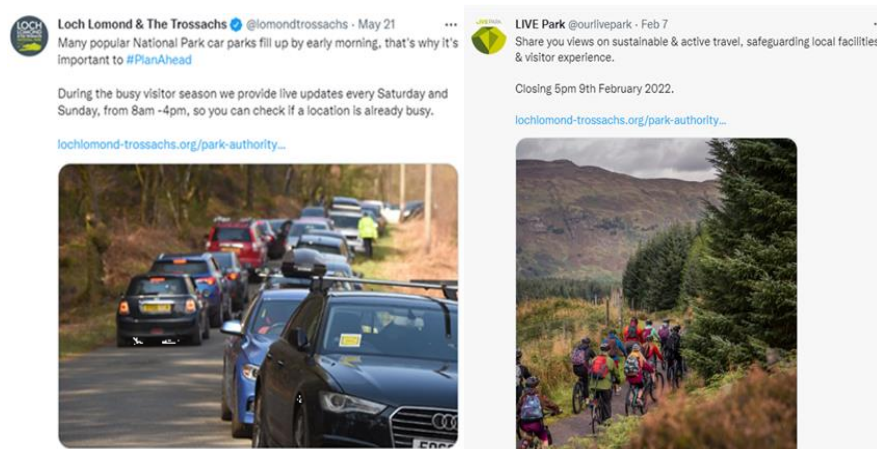 LOCH
LOMOND
Loch Lomond & The Trossachs @lomondtrossachs · May 21 ...
Many popular National Park car parks fill up by early morning, that's why it's
important to #PlanAhead
During the busy visitor season we provide live updates every Saturday and
Sunday, from 8am -4pm, so you can check if a location is already busy.
lochlomond-trossachs.org/park-authority...
LIVE PARK
LIVE Park @ourlivepark · Feb 7
Share you views on sustainable & active travel, safeguarding local facilities
& visitor experience.
Closing 5pm 9th February 2022.
lochlomond-trossachs.org/park-authority...